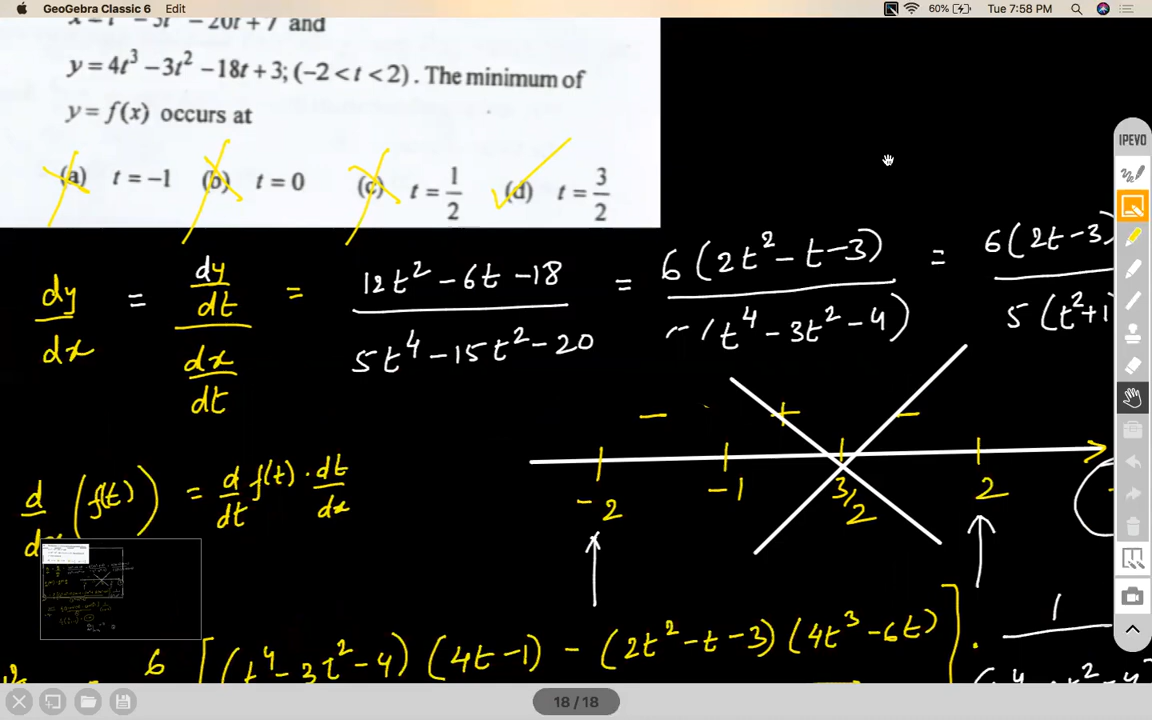 GeoGebra Classic 6 Edit 60% Tue 7:58 PM
− 20t + 7 and
y = 4t³ − 3t² − 18t + 3; (−2 < t < 2). The minimum of
y = f(x) occurs at
(a) t = −1 (b) t = 0 (c) t = 1/2 (d) t = 3/2
IPEVO
dy/dx = (dy/dt)/(dx/dt) = (12t² − 6t − 18)/(5t⁴ − 15t² − 20) = 6(2t² − t − 3)/(t⁴ − 3t² − 4) = 6(2t − 3)/5(t² + 1)
− + −
−2 −1 3/2 2
d/dx (f(t)) = d/dt f(t) · dt/dx
6 [(t⁴ − 3t² − 4)(4t − 1) − (2t² − t − 3)(4t³ − 6t)] · 1
18 / 18